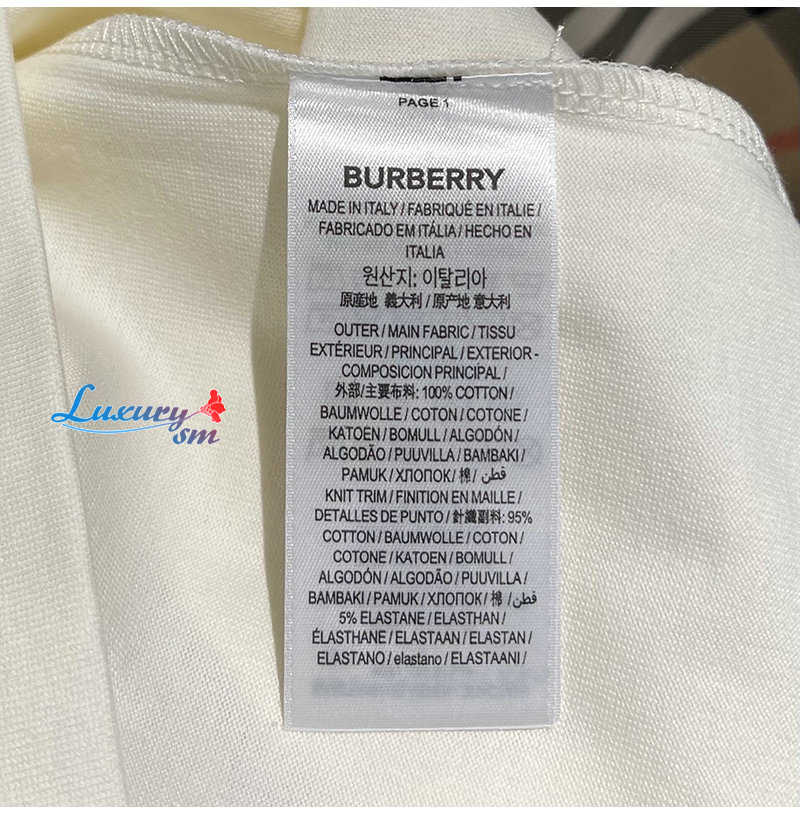 PAGE 1
BURBERRY
MADE IN ITALY / FABRIQUÉ EN ITALIE /
FABRICADO EM ITÁLIA / HECHO EN
ITALIA
원산지: 이탈리아
原産地 義大利 / 原产地 意大利
OUTER / MAIN FABRIC / TISSU
EXTÉRIEUR / PRINCIPAL / EXTERIOR -
COMPOSICION PRINCIPAL /
外部/主要布料: 100% COTTON /
BAUMWOLLE / COTON / COTONE /
KATOEN / BOMULL / ALGODÓN /
ALGODÃO / PUUVILLA / BAMBAKI /
PAMUK / ХЛОПОК / 棉/ قطن /
KNIT TRIM / FINITION EN MAILLE /
DETALLES DE PUNTO / 針織副料: 95%
COTTON / BAUMWOLLE / COTON /
COTONE / KATOEN / BOMULL /
ALGODÓN / ALGODÃO / PUUVILLA /
BAMBAKI / PAMUK / ХЛОПОК / 棉 / قطن/
5% ELASTANE / ELASTHAN /
ÉLASTHANE / ELASTAAN / ELASTAN /
ELASTANO / elastano / ELASTAANI /
Luxury
sm